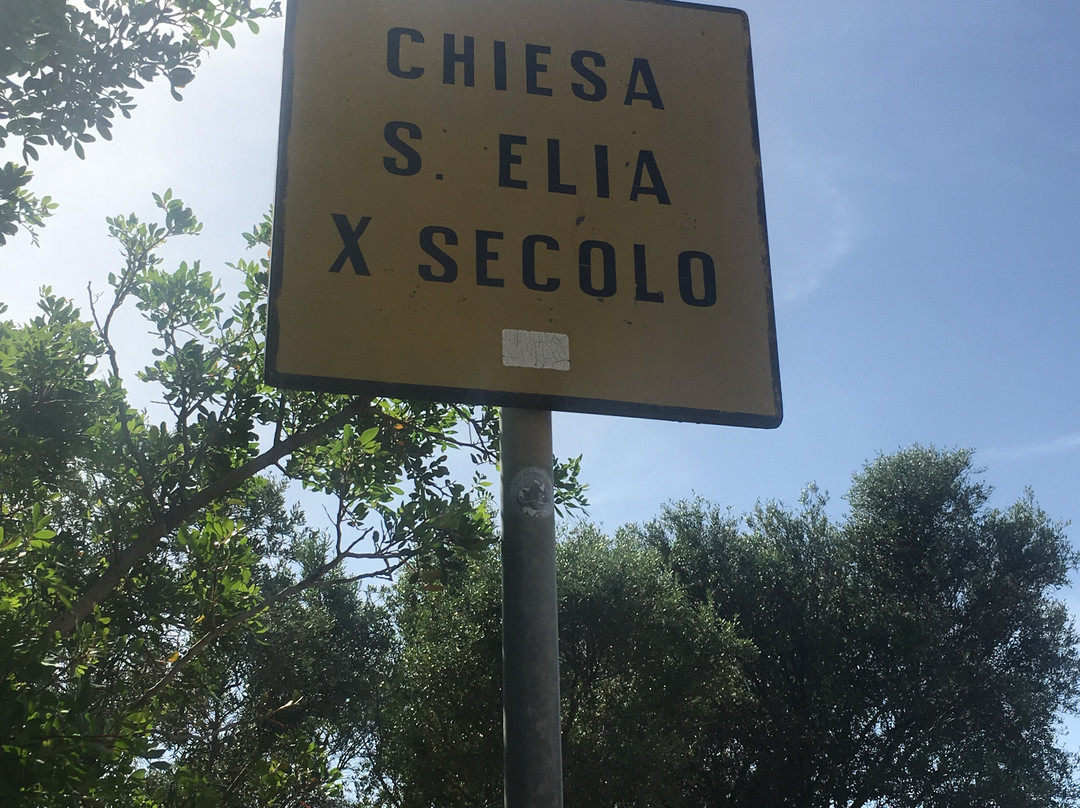 CHIESA
S. ELIA
X SECOLO